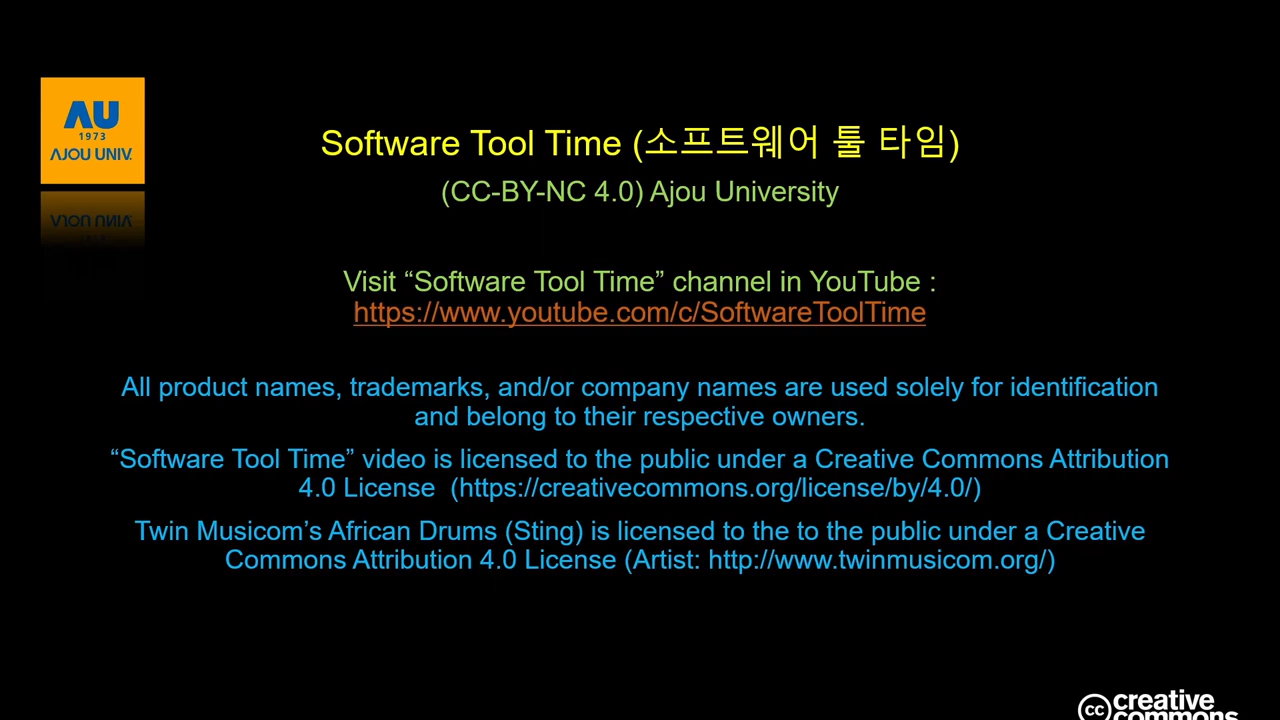 AU
1973
AJOU UNIV.
Software Tool Time (소프트웨어 툴 타임)
(CC-BY-NC 4.0) Ajou University
Visit “Software Tool Time” channel in YouTube :
https://www.youtube.com/c/SoftwareToolTime
All product names, trademarks, and/or company names are used solely for identification
and belong to their respective owners.
“Software Tool Time” video is licensed to the public under a Creative Commons Attribution
4.0 License (https://creativecommons.org/license/by/4.0/)
Twin Musicom’s African Drums (Sting) is licensed to the to the public under a Creative
Commons Attribution 4.0 License (Artist: http://www.twinmusicom.org/)
cc creative
commons